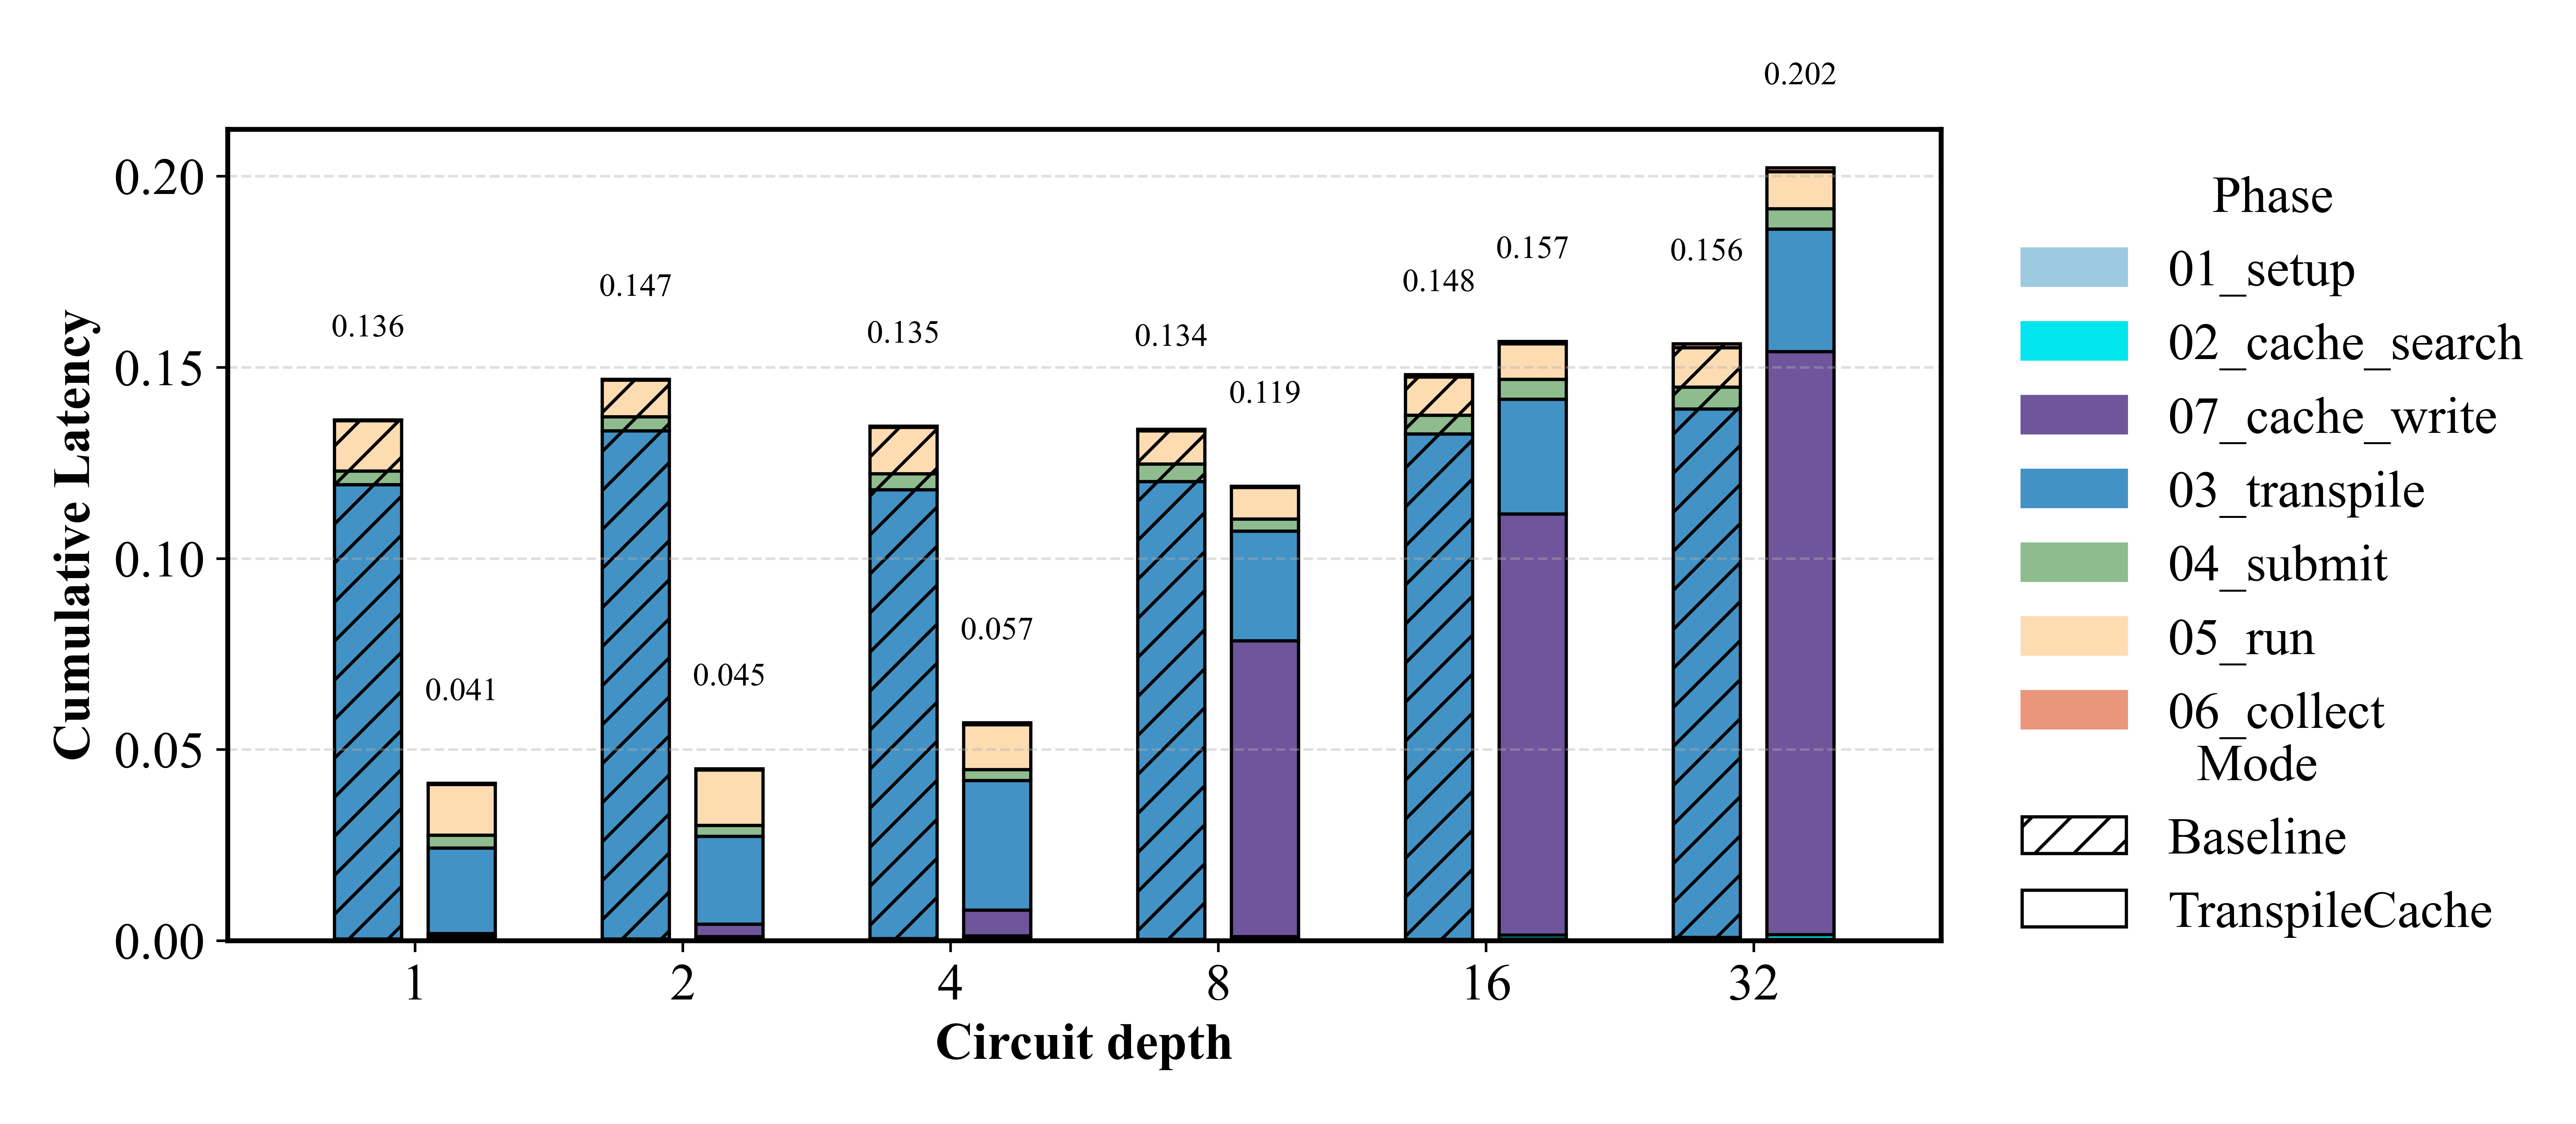 0.202
0.157
0.156
0.148
0.147
0.136
0.135
0.134
0.119
0.057
0.045
0.041
Cumulative Latency
0.20
0.15
0.10
0.05
0.00
1 2 4 8 16 32
Circuit depth
Phase
01_setup
02_cache_search
07_cache_write
03_transpile
04_submit
05_run
06_collect
Mode
Baseline
TranspileCache